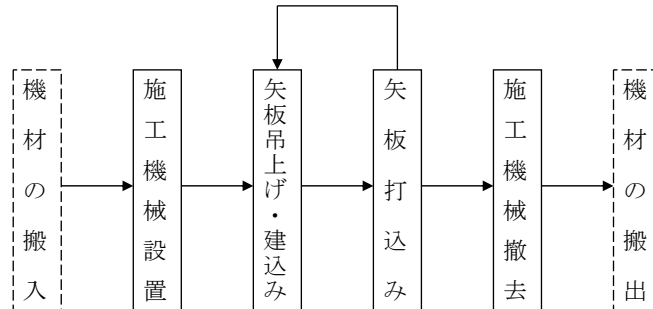 機材の搬入
施工機械設置
矢板吊上げ・建込み
矢板打込み
施工機械撤去
機材の搬出